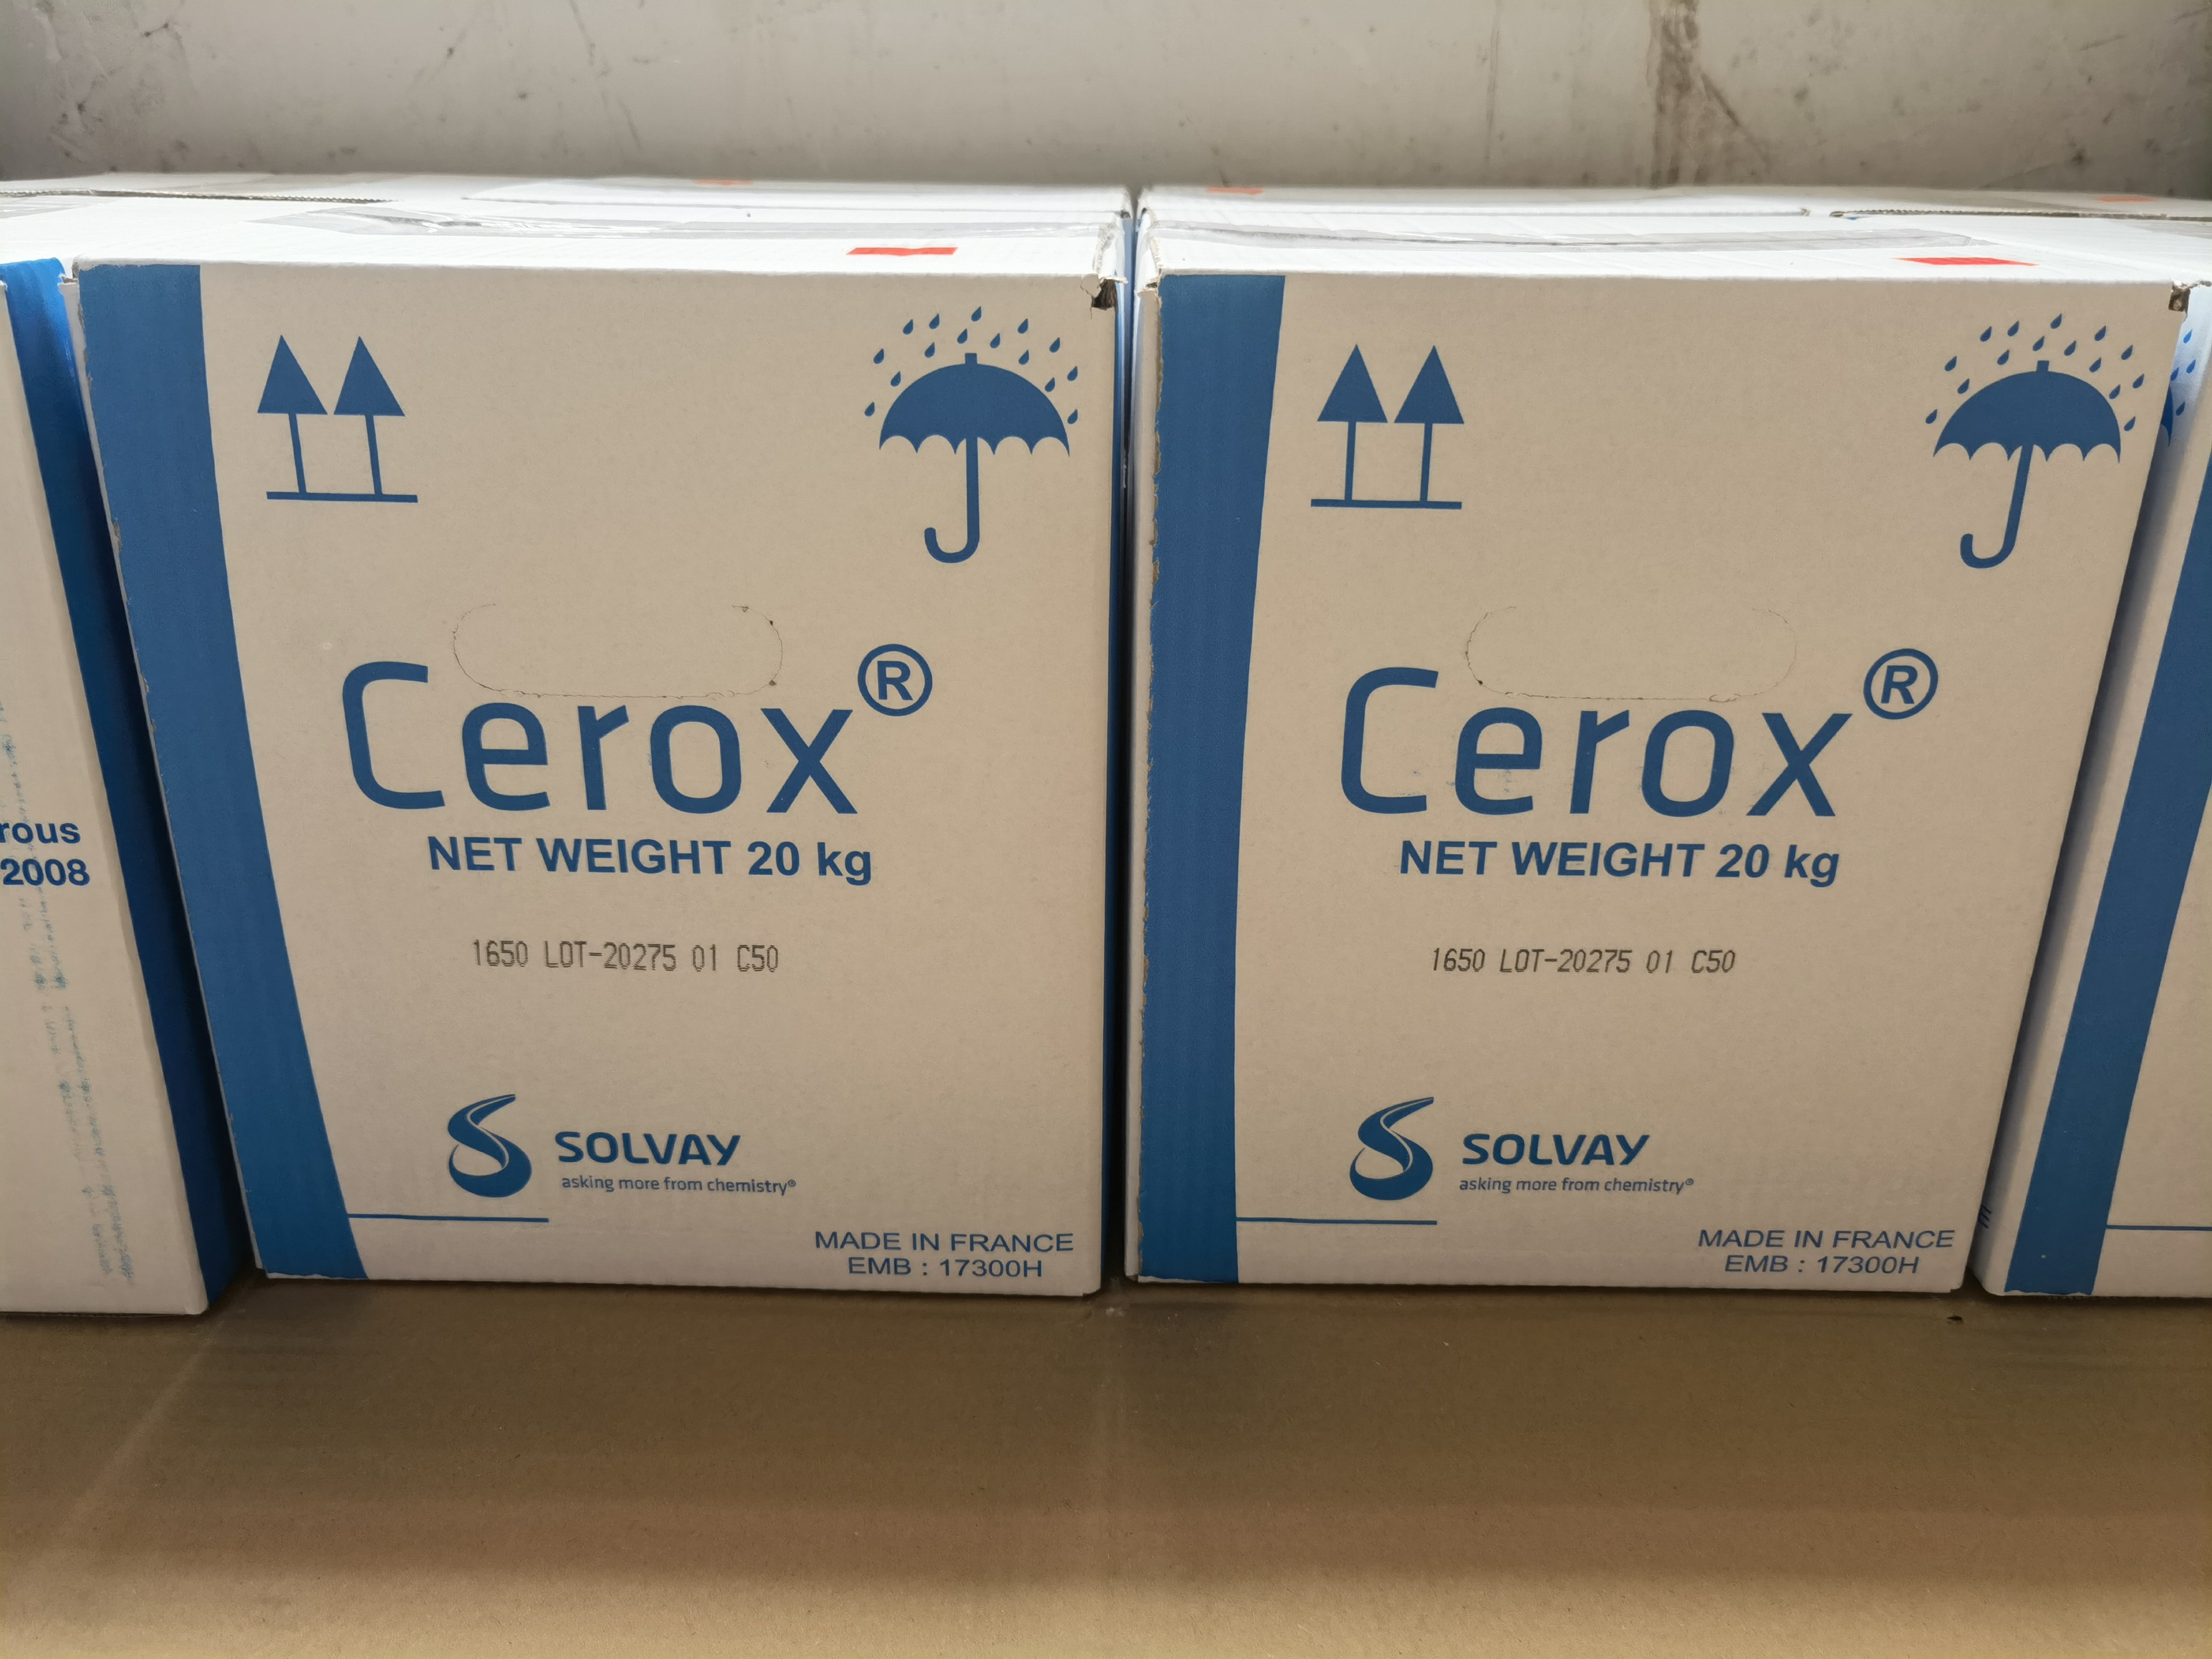 rous
2008
Cerox®
NET WEIGHT 20 kg
1650 LOT-20275 01 C50
SOLVAY
asking more from chemistry®
MADE IN FRANCE
EMB : 17300H
Cerox®
NET WEIGHT 20 kg
1650 LOT-20275 01 C50
SOLVAY
asking more from chemistry®
MADE IN FRANCE
EMB : 17300H